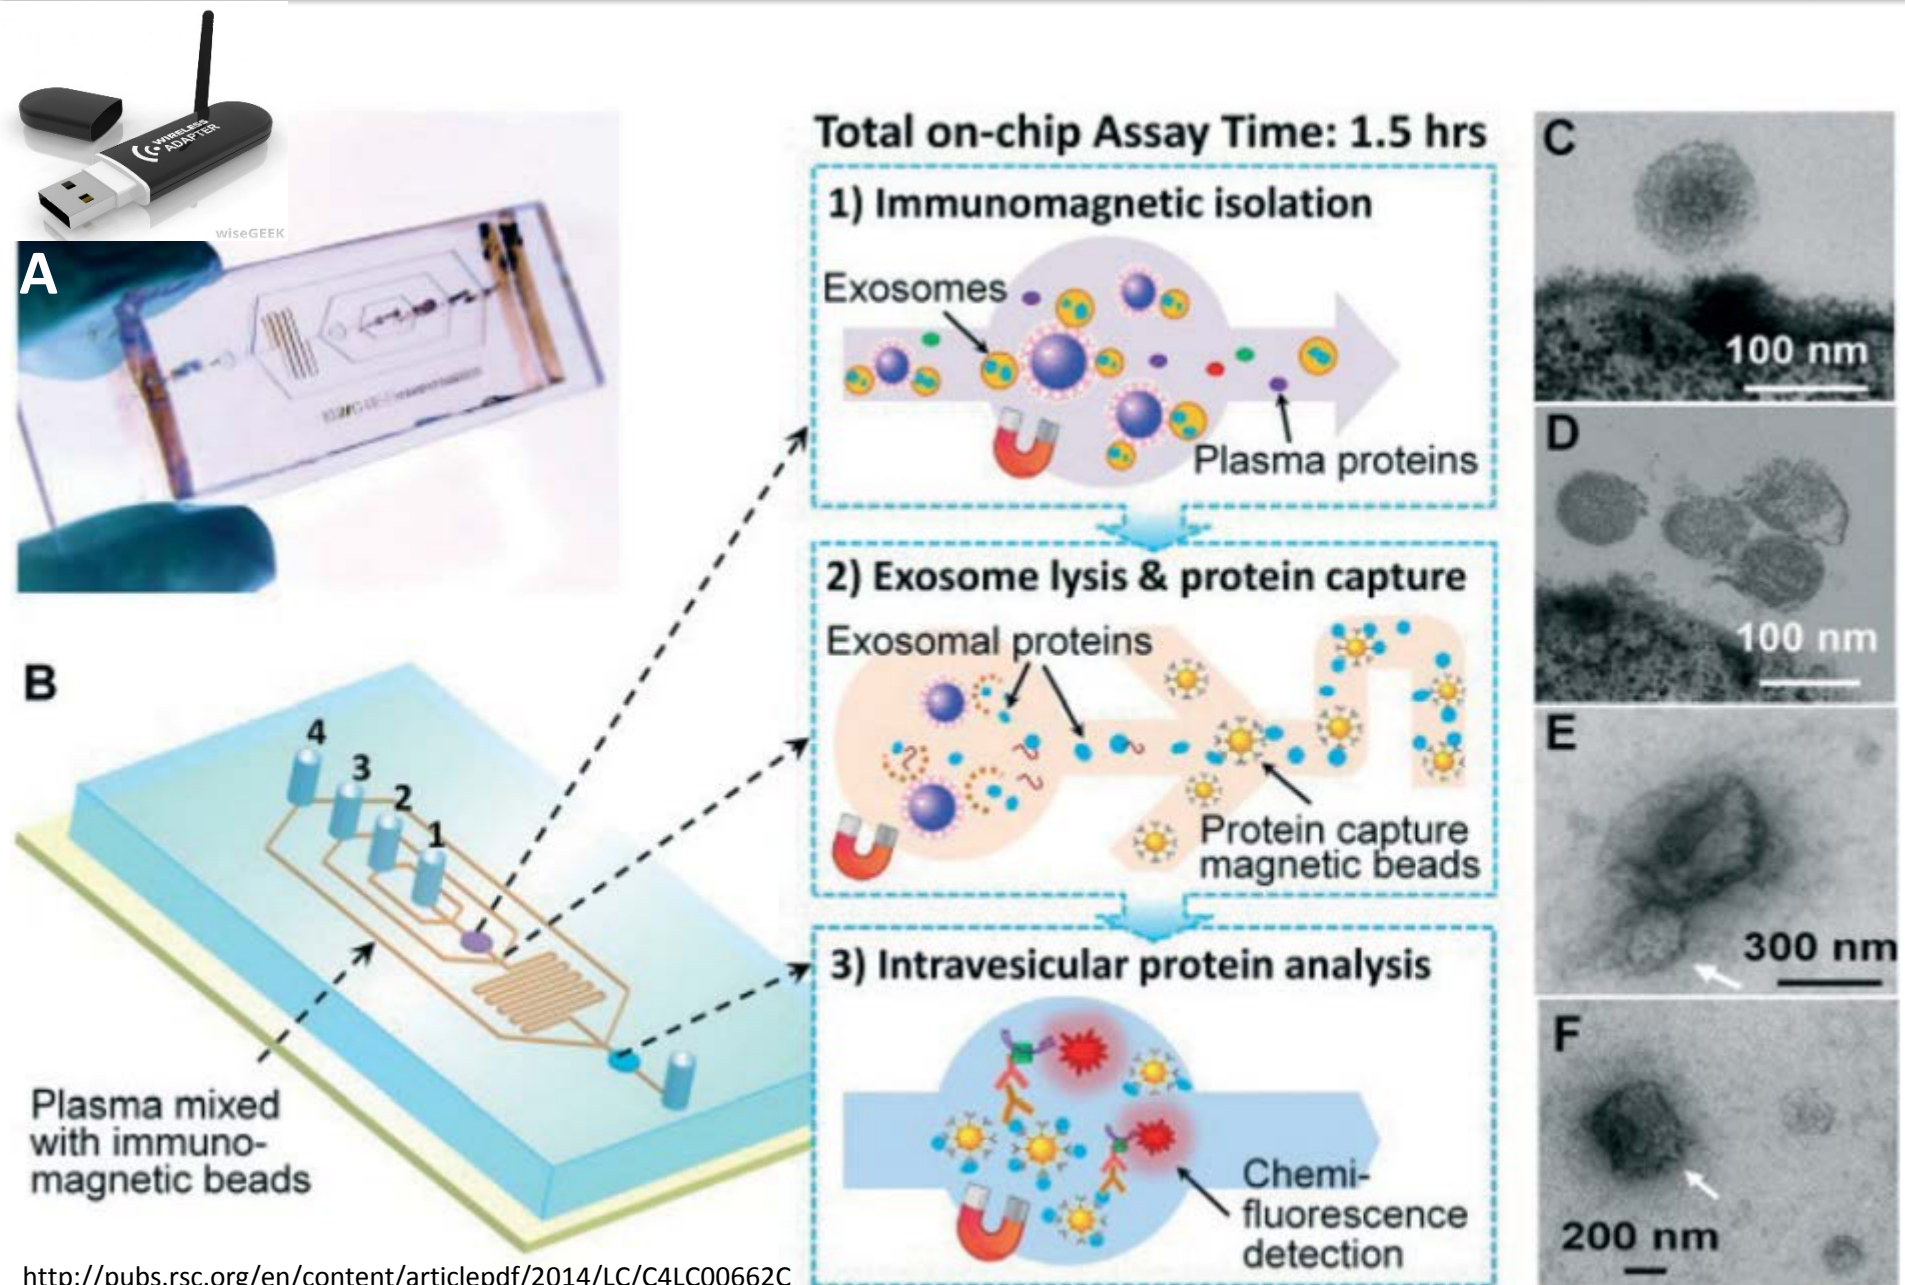 WIRELESS
ADAPTER
wiseGEEK
A
B
4
3
2
1
Plasma mixed
with immuno-
magnetic beads
http://pubs.rsc.org/en/content/articlepdf/2014/LC/C4LC00662C
Total on-chip Assay Time: 1.5 hrs
1) Immunomagnetic isolation
Exosomes
Plasma proteins
2) Exosome lysis & protein capture
Exosomal proteins
Protein capture
magnetic beads
3) Intravesicular protein analysis
Chemi-
fluorescence
detection
C
100 nm
D
100 nm
E
300 nm
F
200 nm